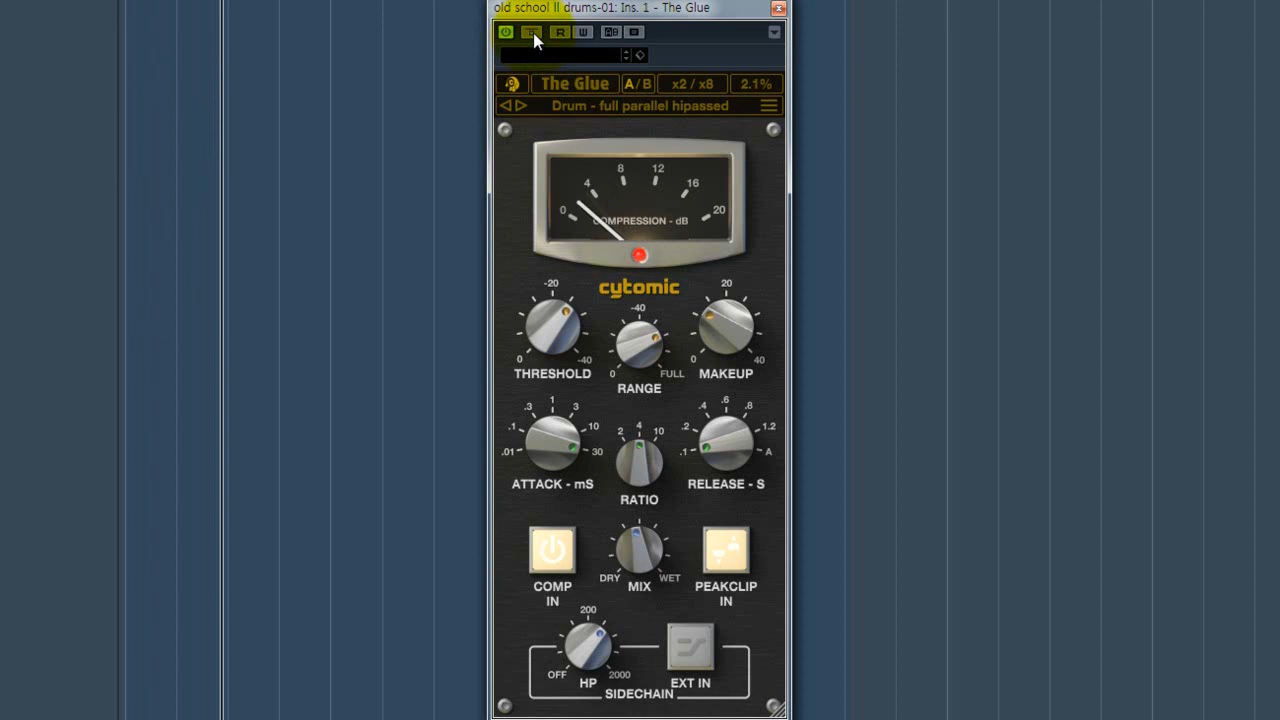 old school II drums-01: Ins. 1 - The Glue
R W A B
The Glue A/B x2 / x8 2.1%
Drum - full parallel hipassed
0 4 8 12 16 20
COMPRESSION - dB
cytomic
-20
0 -40
THRESHOLD
-40
0 FULL
RANGE
20
0 40
MAKEUP
.01 .1 .3 1 3 10 30
ATTACK - mS
2 4 10
RATIO
.1 .2 .4 .6 .8 1.2 A
RELEASE - S
COMP
IN
DRY WET
MIX
PEAKCLIP
IN
200
OFF 2000
HP
EXT IN
SIDECHAIN